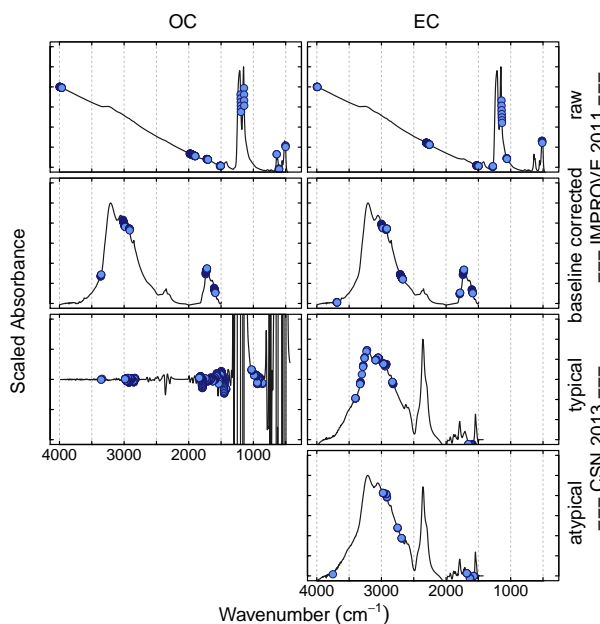 OC EC
raw
baseline corrected
typical
atypical
IMPROVE 2011
CSN 2013
Scaled Absorbance
4000 3000 2000 1000
4000 3000 2000 1000
Wavenumber (cm−1)